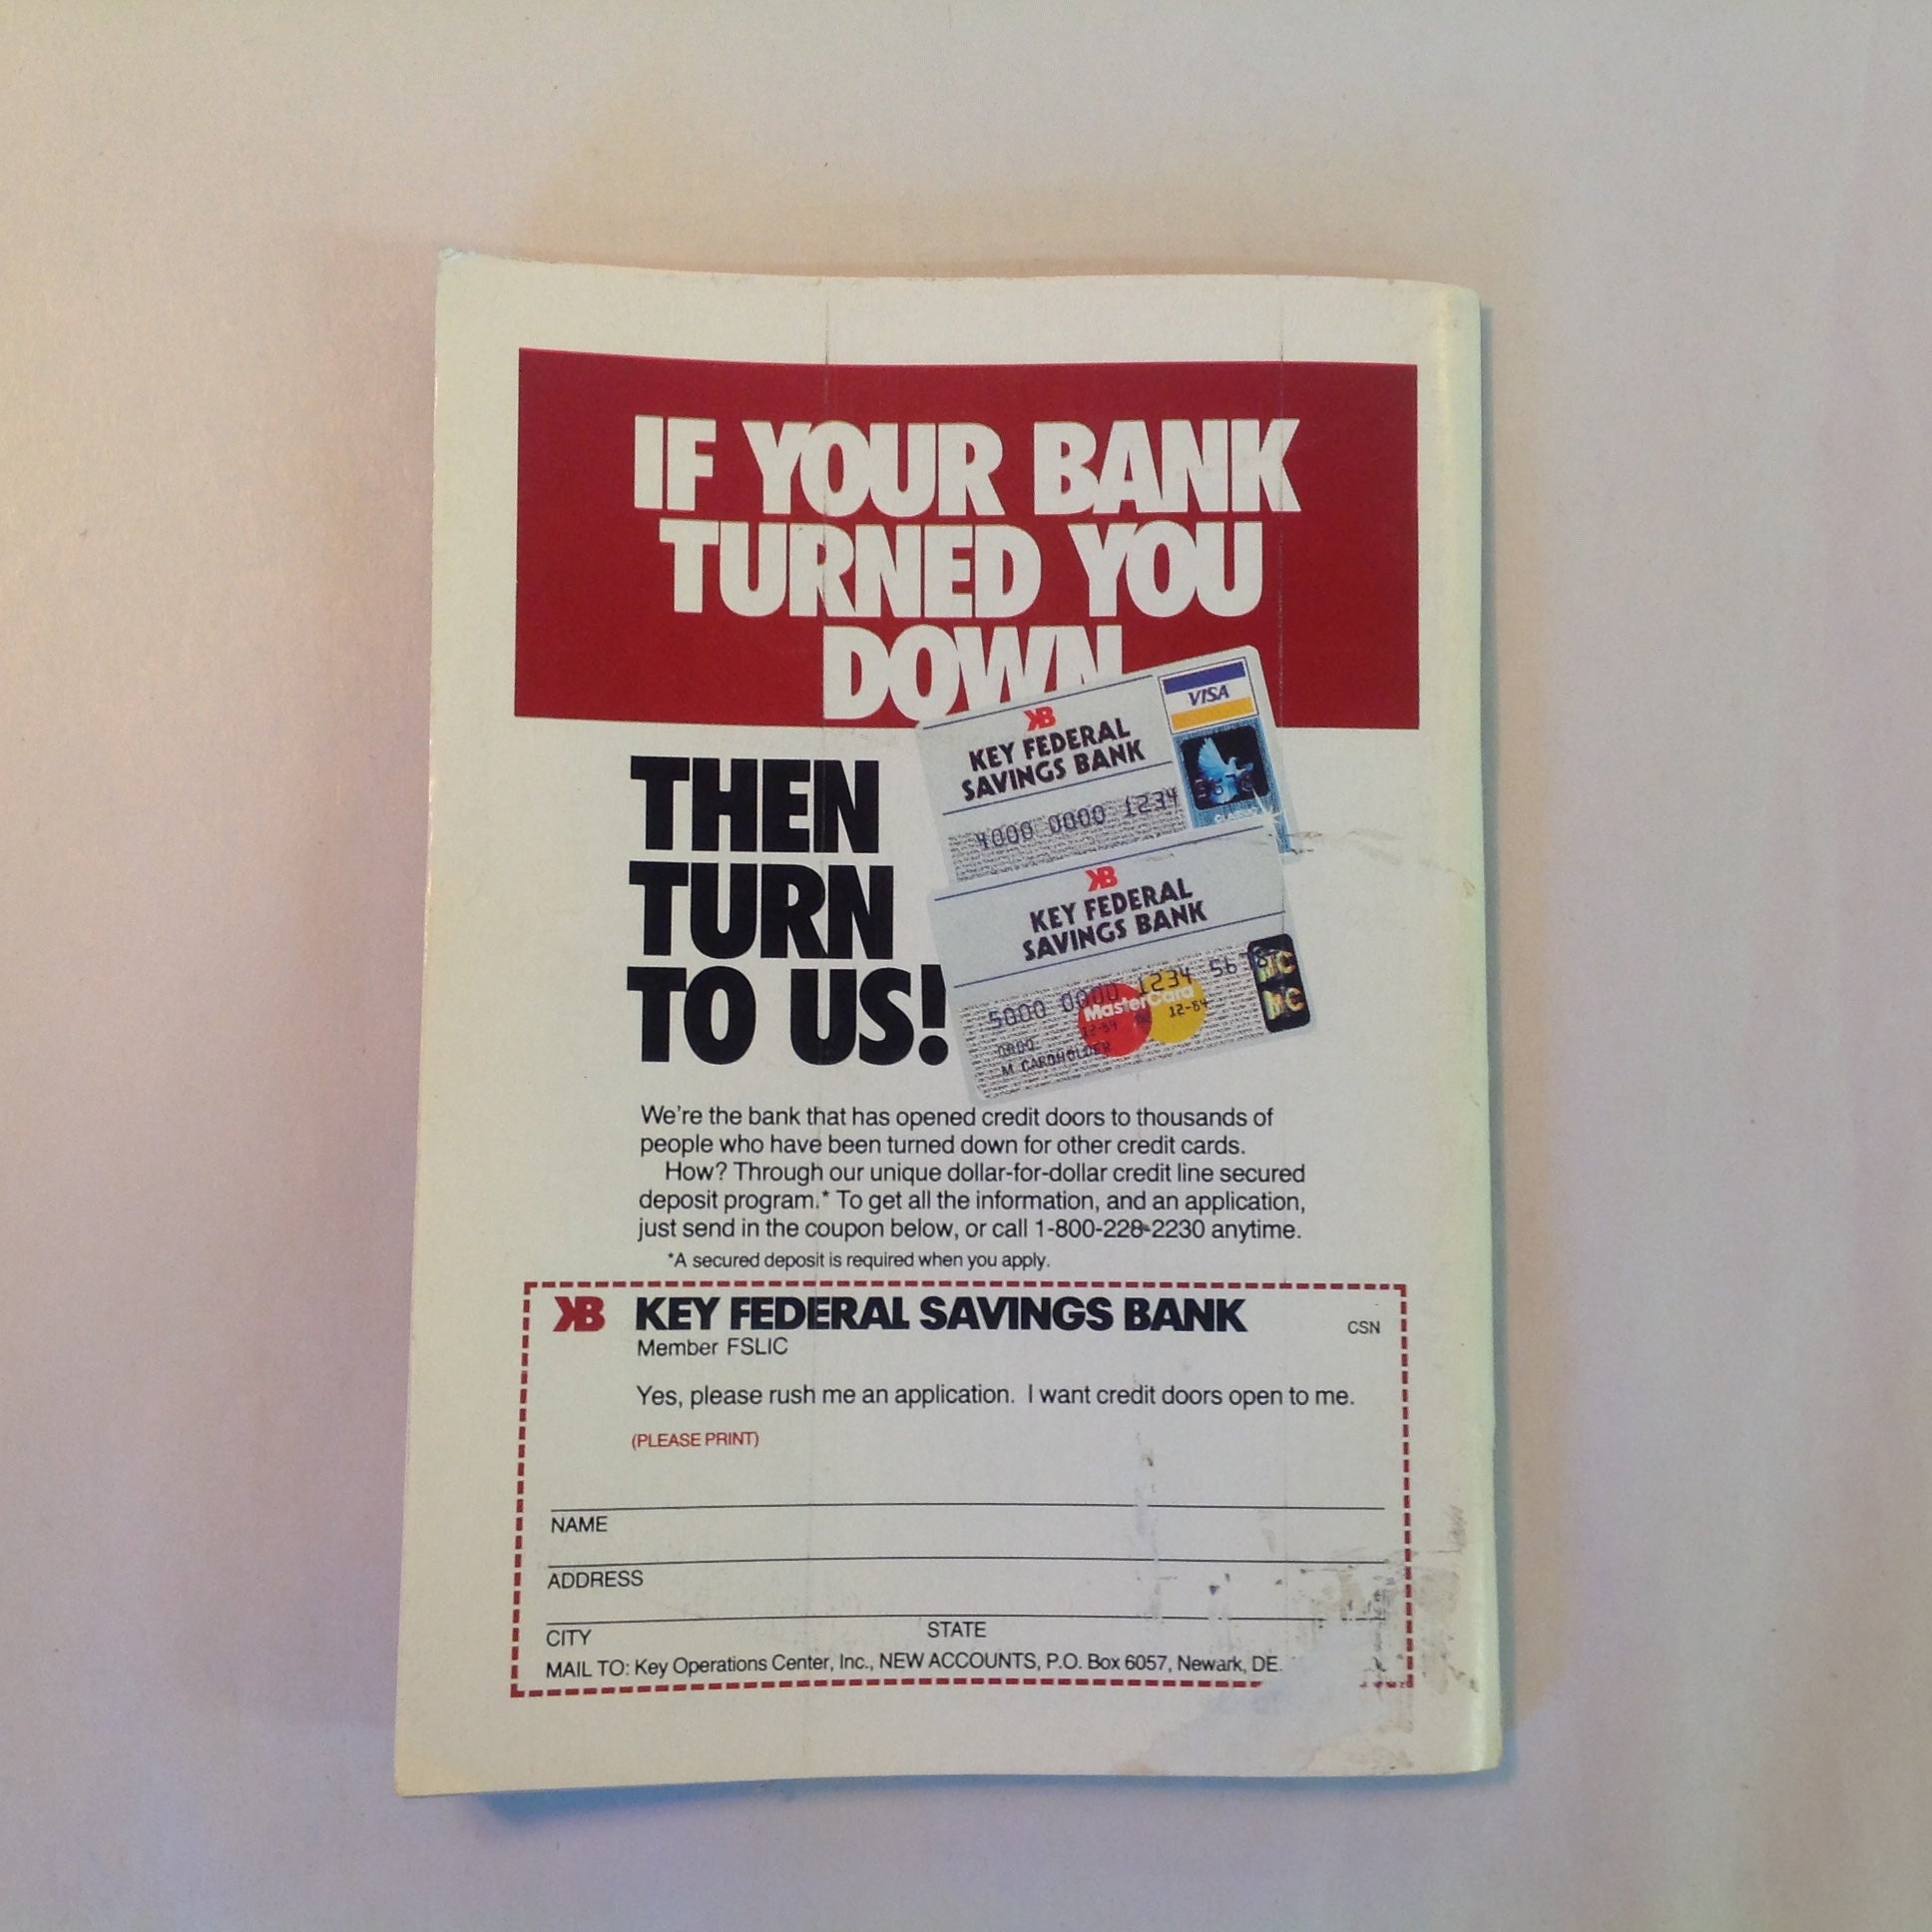 IF YOUR BANK
TURNED YOU
DOWN
THEN
TURN
TO US!
KB
KEY FEDERAL
SAVINGS BANK
VISA
4000 0000 1234
CLASSIC
KB
KEY FEDERAL
SAVINGS BANK
5000 0000 1234 5678
MasterCard
MC
MC
M CARDHOLDER
We're the bank that has opened credit doors to thousands of
people who have been turned down for other credit cards.
How? Through our unique dollar-for-dollar credit line secured
deposit program.* To get all the information, and an application,
just send in the coupon below, or call 1-800-228-2230 anytime.
*A secured deposit is required when you apply.
KB KEY FEDERAL SAVINGS BANK CSN
Member FSLIC
Yes, please rush me an application. I want credit doors open to me.
(PLEASE PRINT)
NAME
ADDRESS
CITY STATE
MAIL TO: Key Operations Center, Inc., NEW ACCOUNTS, P.O. Box 6057, Newark, DE.